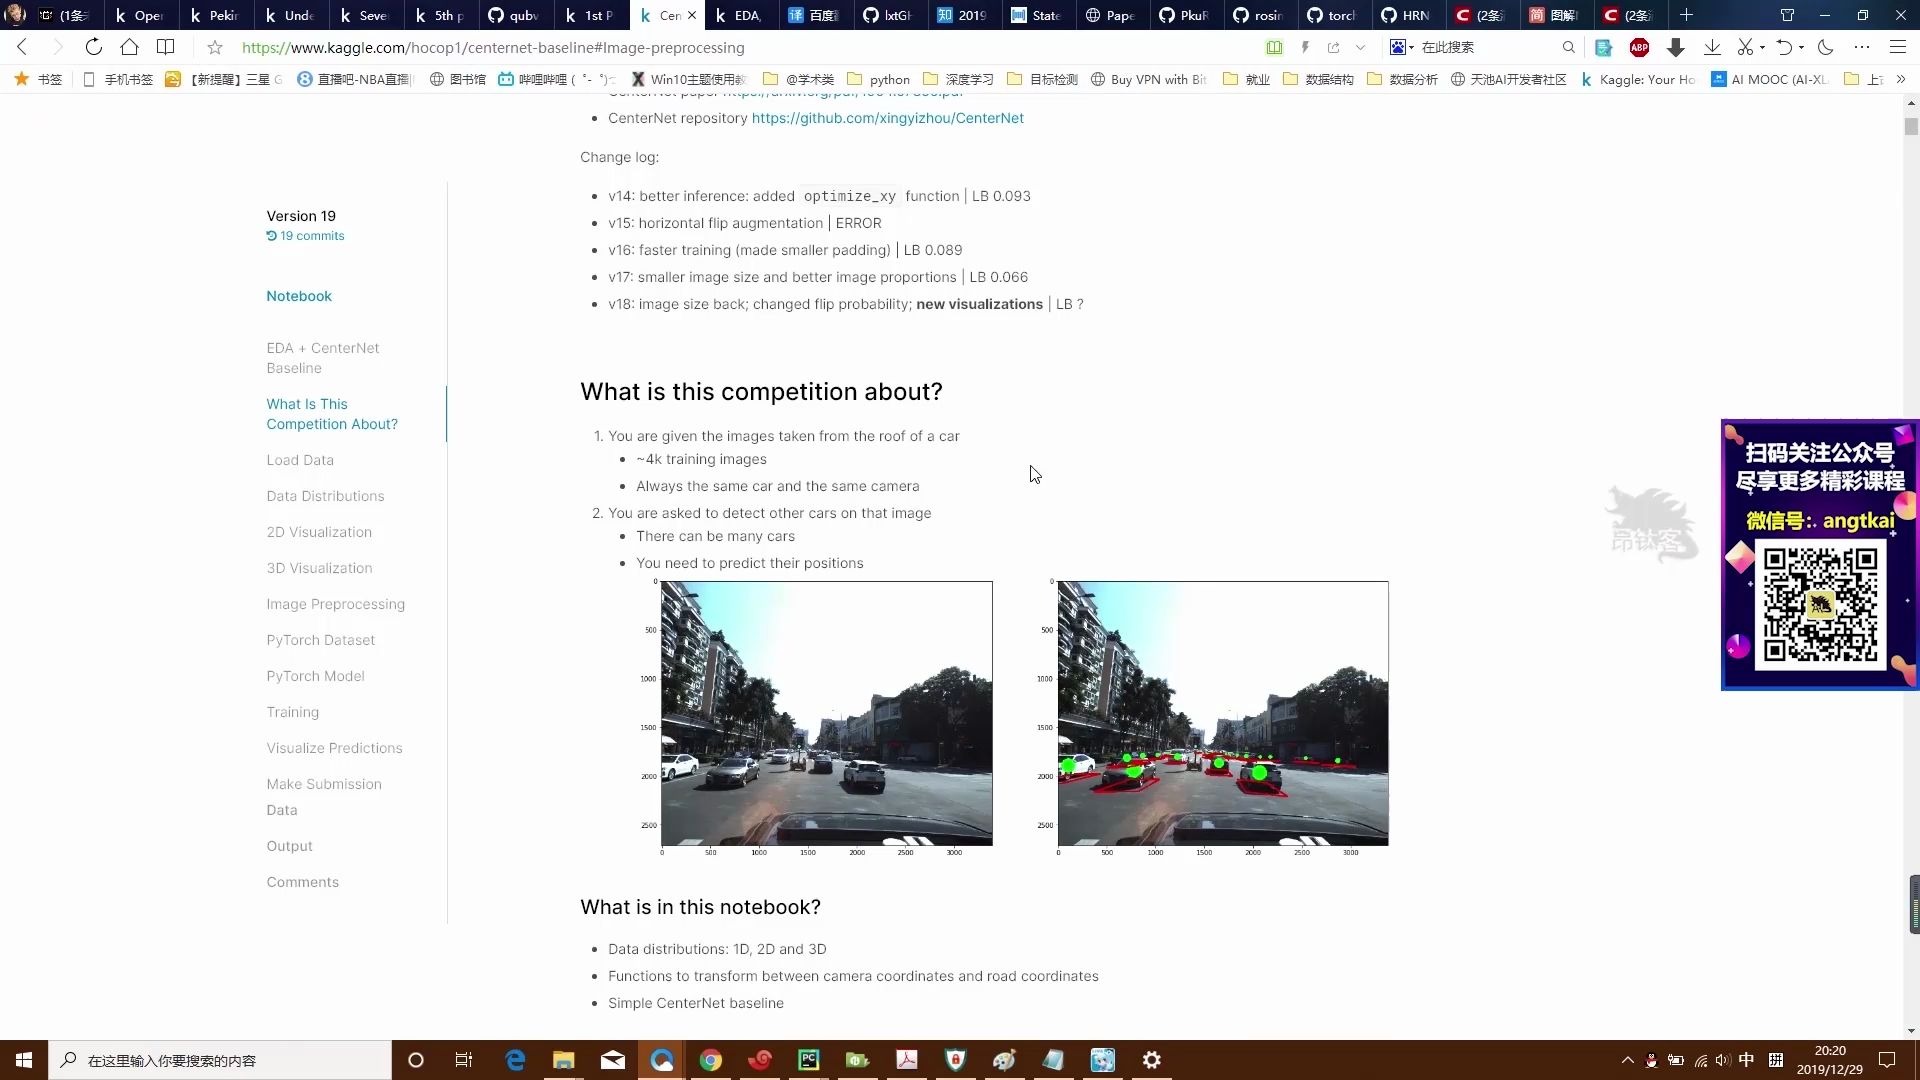 (1条
Oper
Pekin
Unde
Seve
5th p
qubv
1st P
Cen
EDA,
百度
lxtGH
2019
State
Pape
PkuR
rosin
torch
HRN
(2条
图解
(2条
https://www.kaggle.com/hocop1/centernet-baseline#Image-preprocessing
在此搜索
书签
手机书签
【新提醒】三星 G
直播吧-NBA直播
图书馆
哔哩哔哩 ( ゜- ゜)つ
Win10主题使用教
@学术类
python
深度学习
目标检测
Buy VPN with Bit
就业
数据结构
数据分析
天池AI开发者社区
Kaggle: Your Ho
AI MOOC (AI-XL
CenterNet repository https://github.com/xingyizhou/CenterNet
Change log:
v14: better inference: added optimize_xy function | LB 0.093
v15: horizontal flip augmentation | ERROR
v16: faster training (made smaller padding) | LB 0.089
v17: smaller image size and better image proportions | LB 0.066
v18: image size back; changed flip probability; new visualizations | LB ?
Version 19
19 commits
Notebook
EDA + CenterNet
Baseline
What Is This
Competition About?
Load Data
Data Distributions
2D Visualization
3D Visualization
Image Preprocessing
PyTorch Dataset
PyTorch Model
Training
Visualize Predictions
Make Submission
Data
Output
Comments
What is this competition about?
1. You are given the images taken from the roof of a car
~4k training images
Always the same car and the same camera
2. You are asked to detect other cars on that image
There can be many cars
You need to predict their positions
0
500
1000
1500
2000
2500
0 500 1000 1500 2000 2500 3000
0
500
1000
1500
2000
2500
0 500 1000 1500 2000 2500 3000
What is in this notebook?
Data distributions: 1D, 2D and 3D
Functions to transform between camera coordinates and road coordinates
Simple CenterNet baseline
扫码关注公众号
尽享更多精彩课程
微信号: angtkai
昂钛客
在这里输入你要搜索的内容
中
20:20
2019/12/29